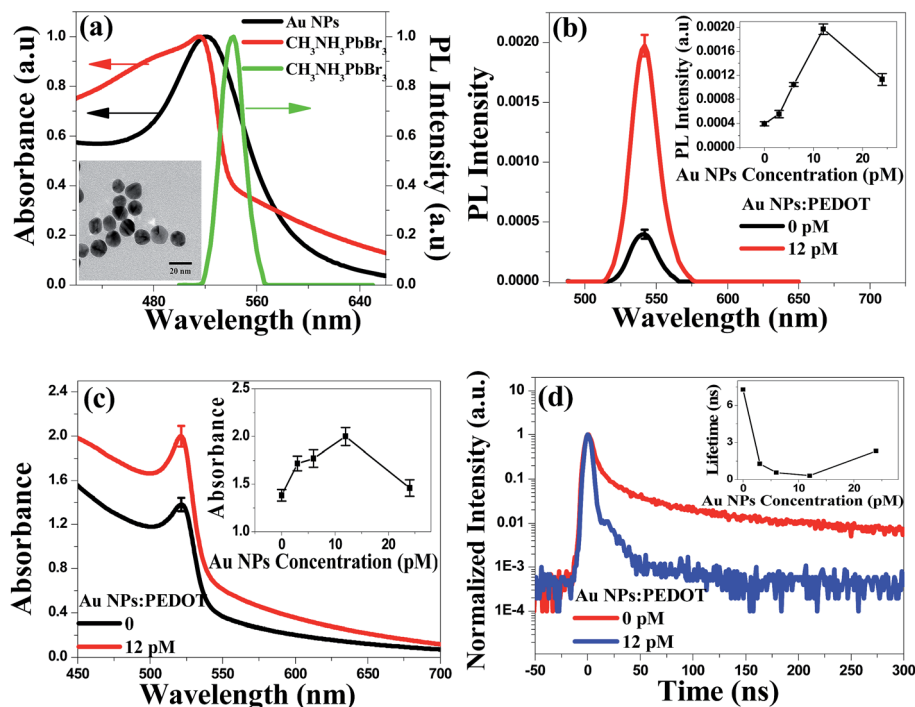 (a)
Au NPs
CH₃NH₃PbBr₃
CH₃NH₃PbBr₃
Absorbance (a.u)
1.0
0.8
0.6
0.4
0.2
0.0
1.0
0.8
0.6
0.4
0.2
0.0
PL Intensity (a.u)
20 nm
480 560 640
Wavelength (nm)
(b)
PL Intensity
0.0020
0.0015
0.0010
0.0005
0.0000
PL Intensity (a.u)
0.0020
0.0016
0.0012
0.0008
0.0004
0.0000
0 10 20
Au NPs Concentration (pM)
Au NPs:PEDOT
0 pM
12 pM
500 550 600 650 700
Wavelength (nm)
(c)
Absorbance
2.4
2.0
1.6
1.2
0.8
0.4
0.0
Absorbance
2.5
2.0
1.5
1.0
0 10 20
Au NPs Concentration (pM)
Au NPs:PEDOT
0
12 pM
450 500 550 600 650 700
Wavelength (nm)
(d)
Normalized Intensity (a.u.)
10
1
0.1
0.01
1E-3
1E-4
Lifetime (ns)
6
3
0
0 10 20
Au NPs Concentration (pM)
Au NPs:PEDOT
0 pM
12 pM
-50 0 50 100 150 200 250 300
Time (ns)